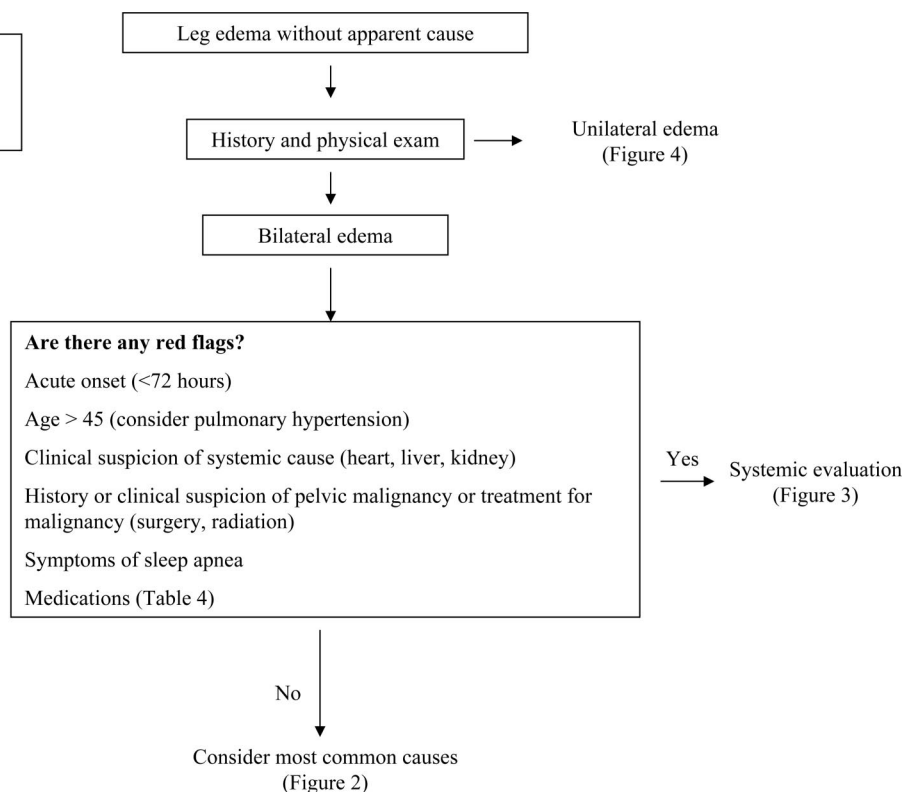 Leg edema without apparent cause
History and physical exam
Unilateral edema
(Figure 4)
Bilateral edema
Are there any red flags?
Acute onset (<72 hours)
Age > 45 (consider pulmonary hypertension)
Clinical suspicion of systemic cause (heart, liver, kidney)
History or clinical suspicion of pelvic malignancy or treatment for
malignancy (surgery, radiation)
Symptoms of sleep apnea
Medications (Table 4)
Yes
Systemic evaluation
(Figure 3)
No
Consider most common causes
(Figure 2)